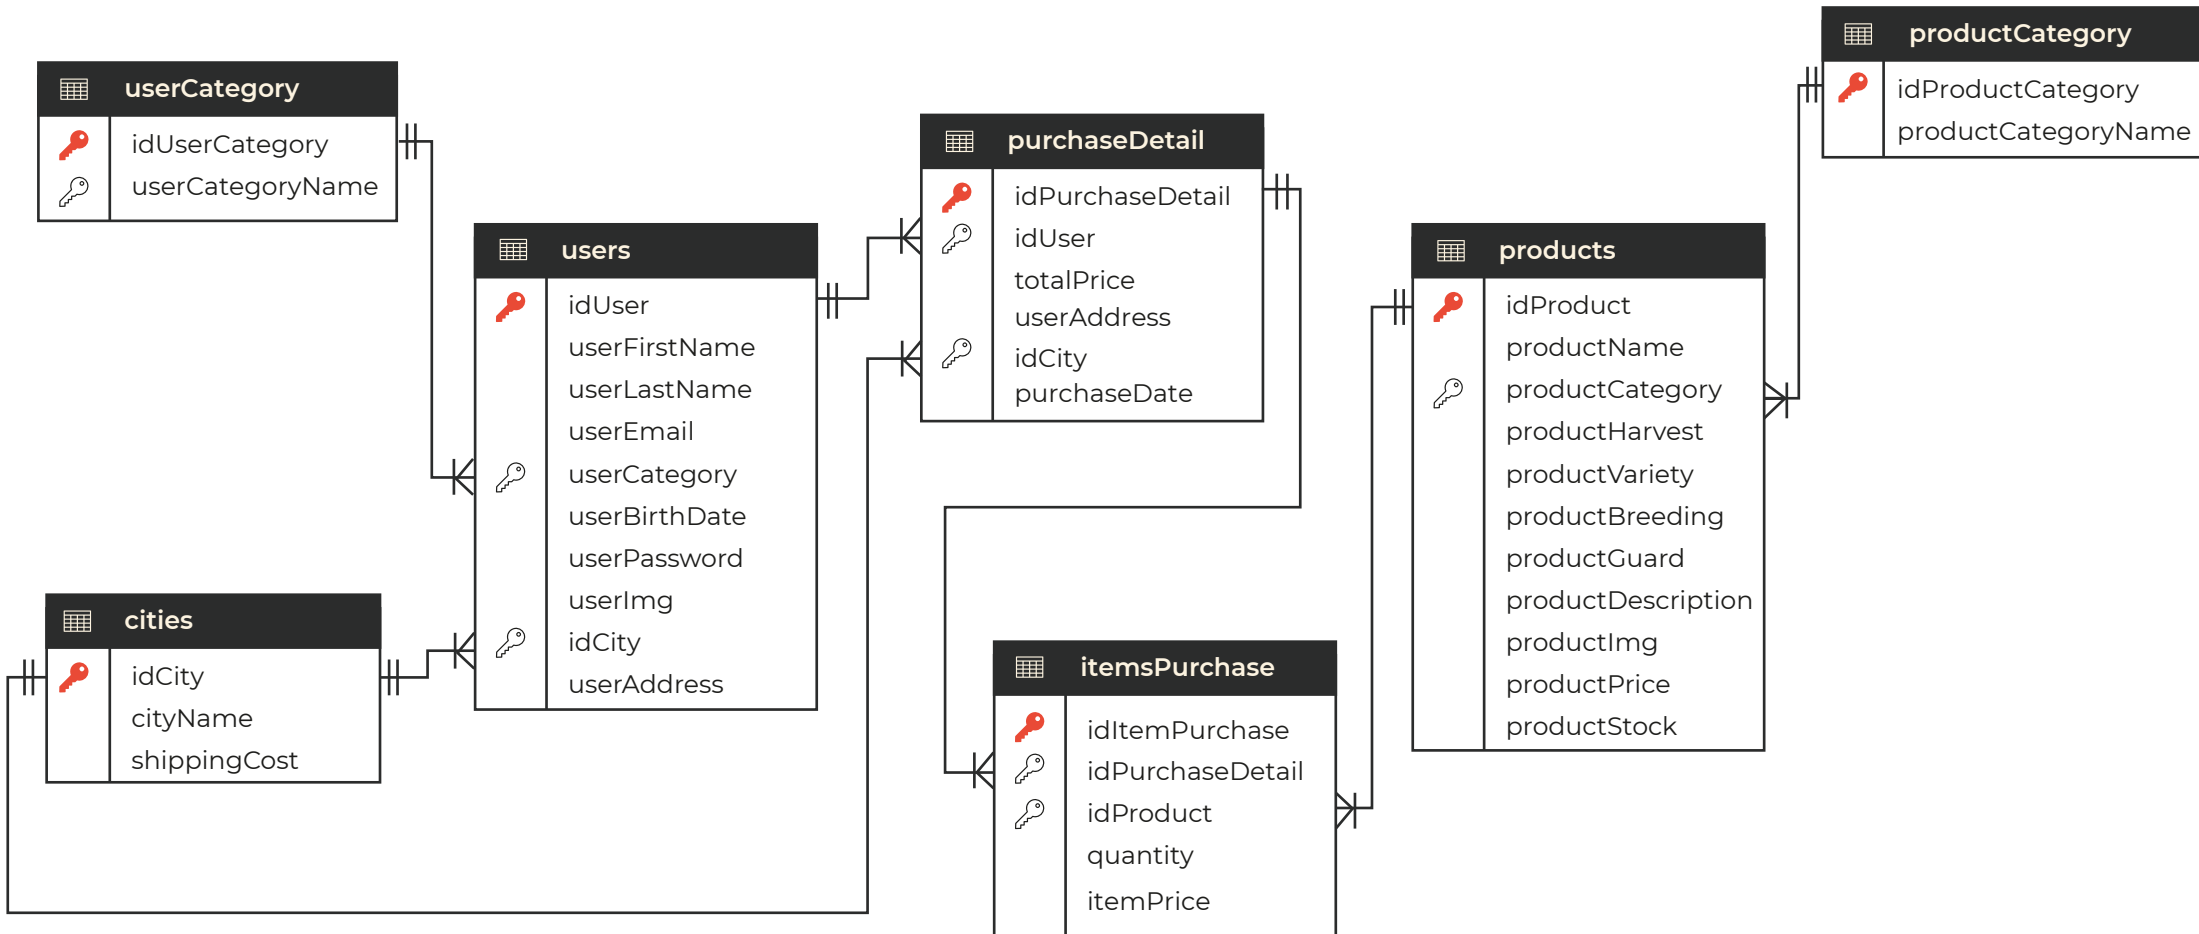 userCategory
idUserCategory
userCategoryName
users
idUser
userFirstName
userLastName
userEmail
userCategory
userBirthDate
userPassword
userImg
idCity
userAddress
cities
idCity
cityName
shippingCost
purchaseDetail
idPurchaseDetail
idUser
totalPrice
userAddress
idCity
purchaseDate
itemsPurchase
idItemPurchase
idPurchaseDetail
idProduct
quantity
itemPrice
products
idProduct
productName
productCategory
productHarvest
productVariety
productBreeding
productGuard
productDescription
productImg
productPrice
productStock
productCategory
idProductCategory
productCategoryName